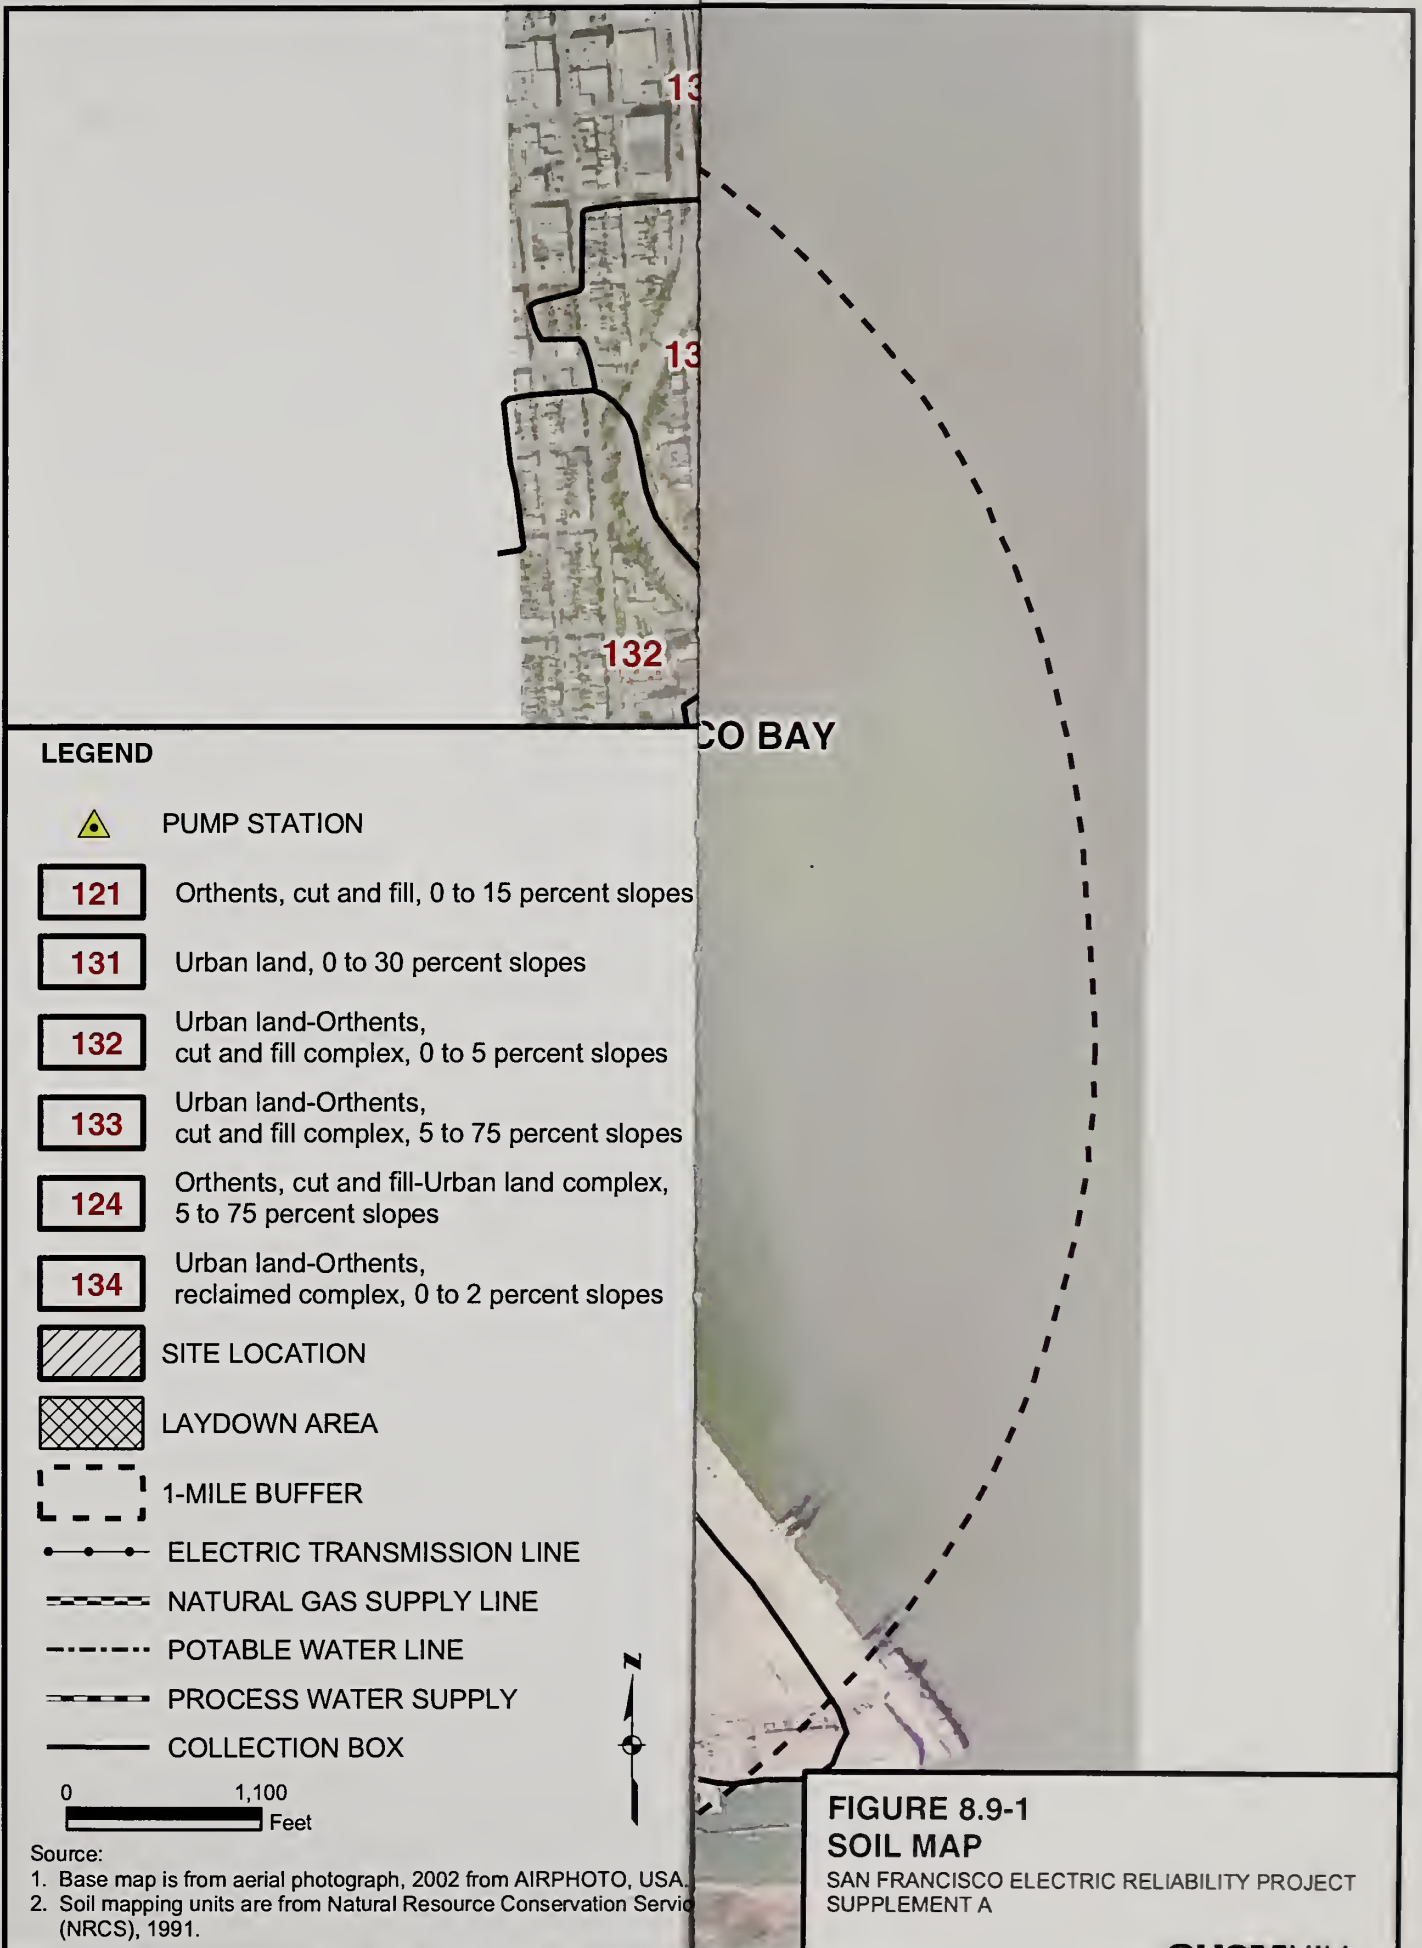 13
13
132
CO BAY
LEGEND
PUMP STATION
121 Orthents, cut and fill, 0 to 15 percent slopes
131 Urban land, 0 to 30 percent slopes
132 Urban land-Orthents,
cut and fill complex, 0 to 5 percent slopes
133 Urban land-Orthents,
cut and fill complex, 5 to 75 percent slopes
124 Orthents, cut and fill-Urban land complex,
5 to 75 percent slopes
134 Urban land-Orthents,
reclaimed complex, 0 to 2 percent slopes
SITE LOCATION
LAYDOWN AREA
1-MILE BUFFER
ELECTRIC TRANSMISSION LINE
NATURAL GAS SUPPLY LINE
POTABLE WATER LINE
PROCESS WATER SUPPLY
COLLECTION BOX
N
0 1,100
Feet
Source:
1. Base map is from aerial photograph, 2002 from AIRPHOTO, USA.
2. Soil mapping units are from Natural Resource Conservation Servic
(NRCS), 1991.
FIGURE 8.9-1
SOIL MAP
SAN FRANCISCO ELECTRIC RELIABILITY PROJECT
SUPPLEMENT A